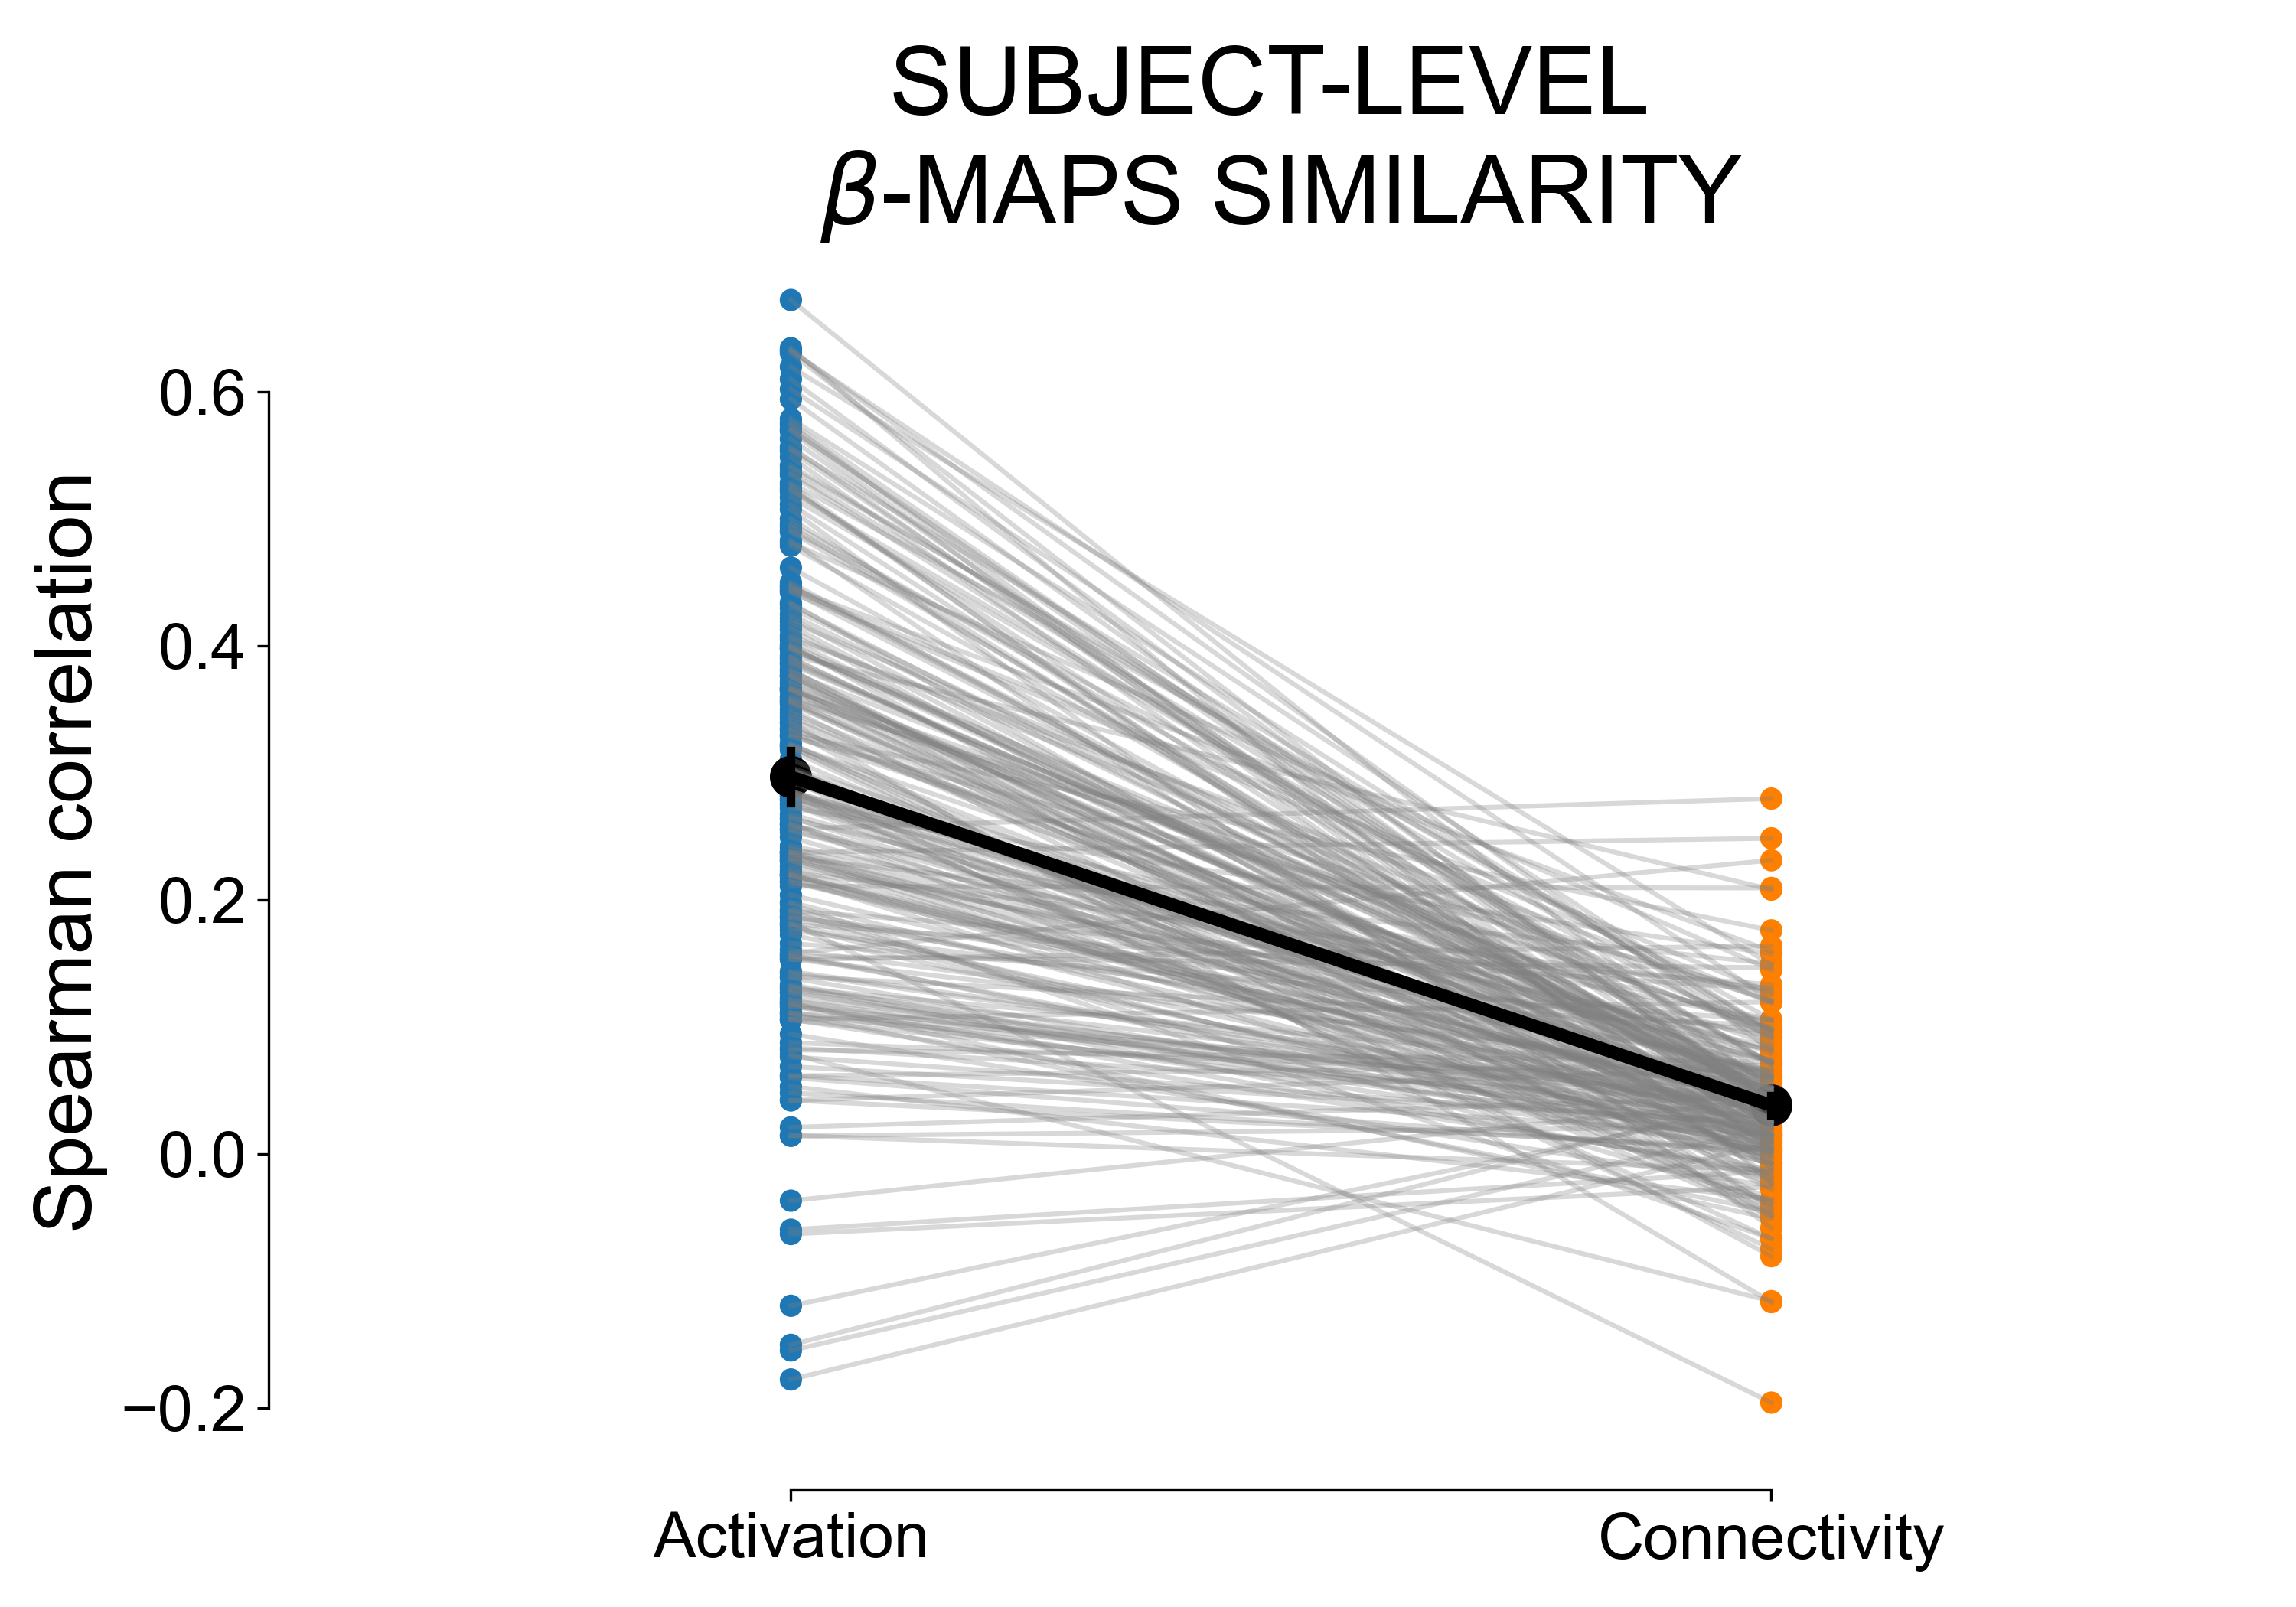 SUBJECT-LEVEL
β-MAPS SIMILARITY
Spearman correlation
0.6
0.4
0.2
0.0
−0.2
Activation
Connectivity